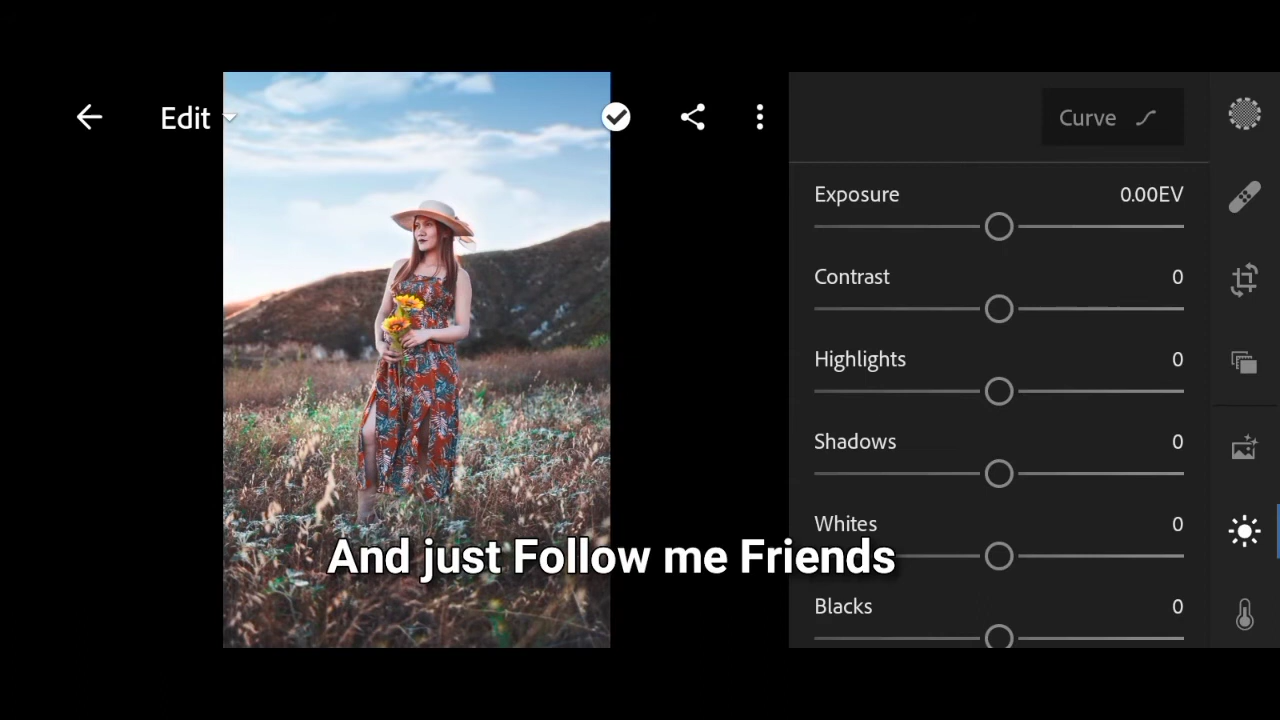 Edit
Curve
Exposure 0.00EV
Contrast 0
Highlights 0
Shadows 0
Whites 0
And just Follow me Friends
Blacks 0